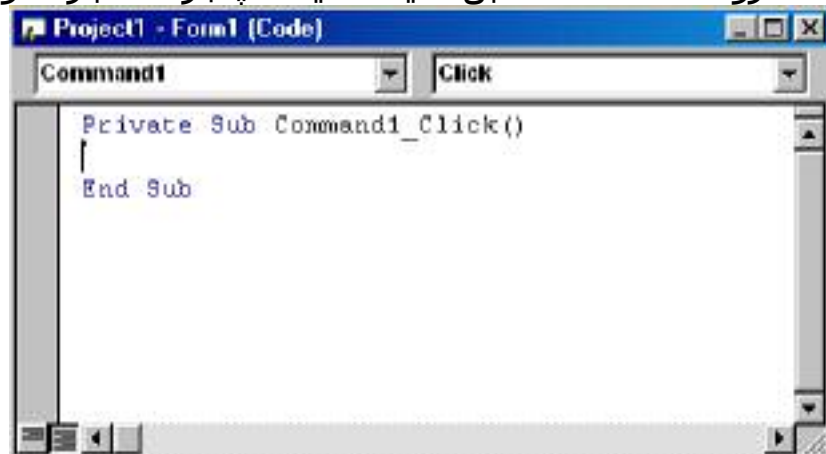 Project1 - Form1 (Code)
Command1 Click
Private Sub Command1_Click()
End Sub